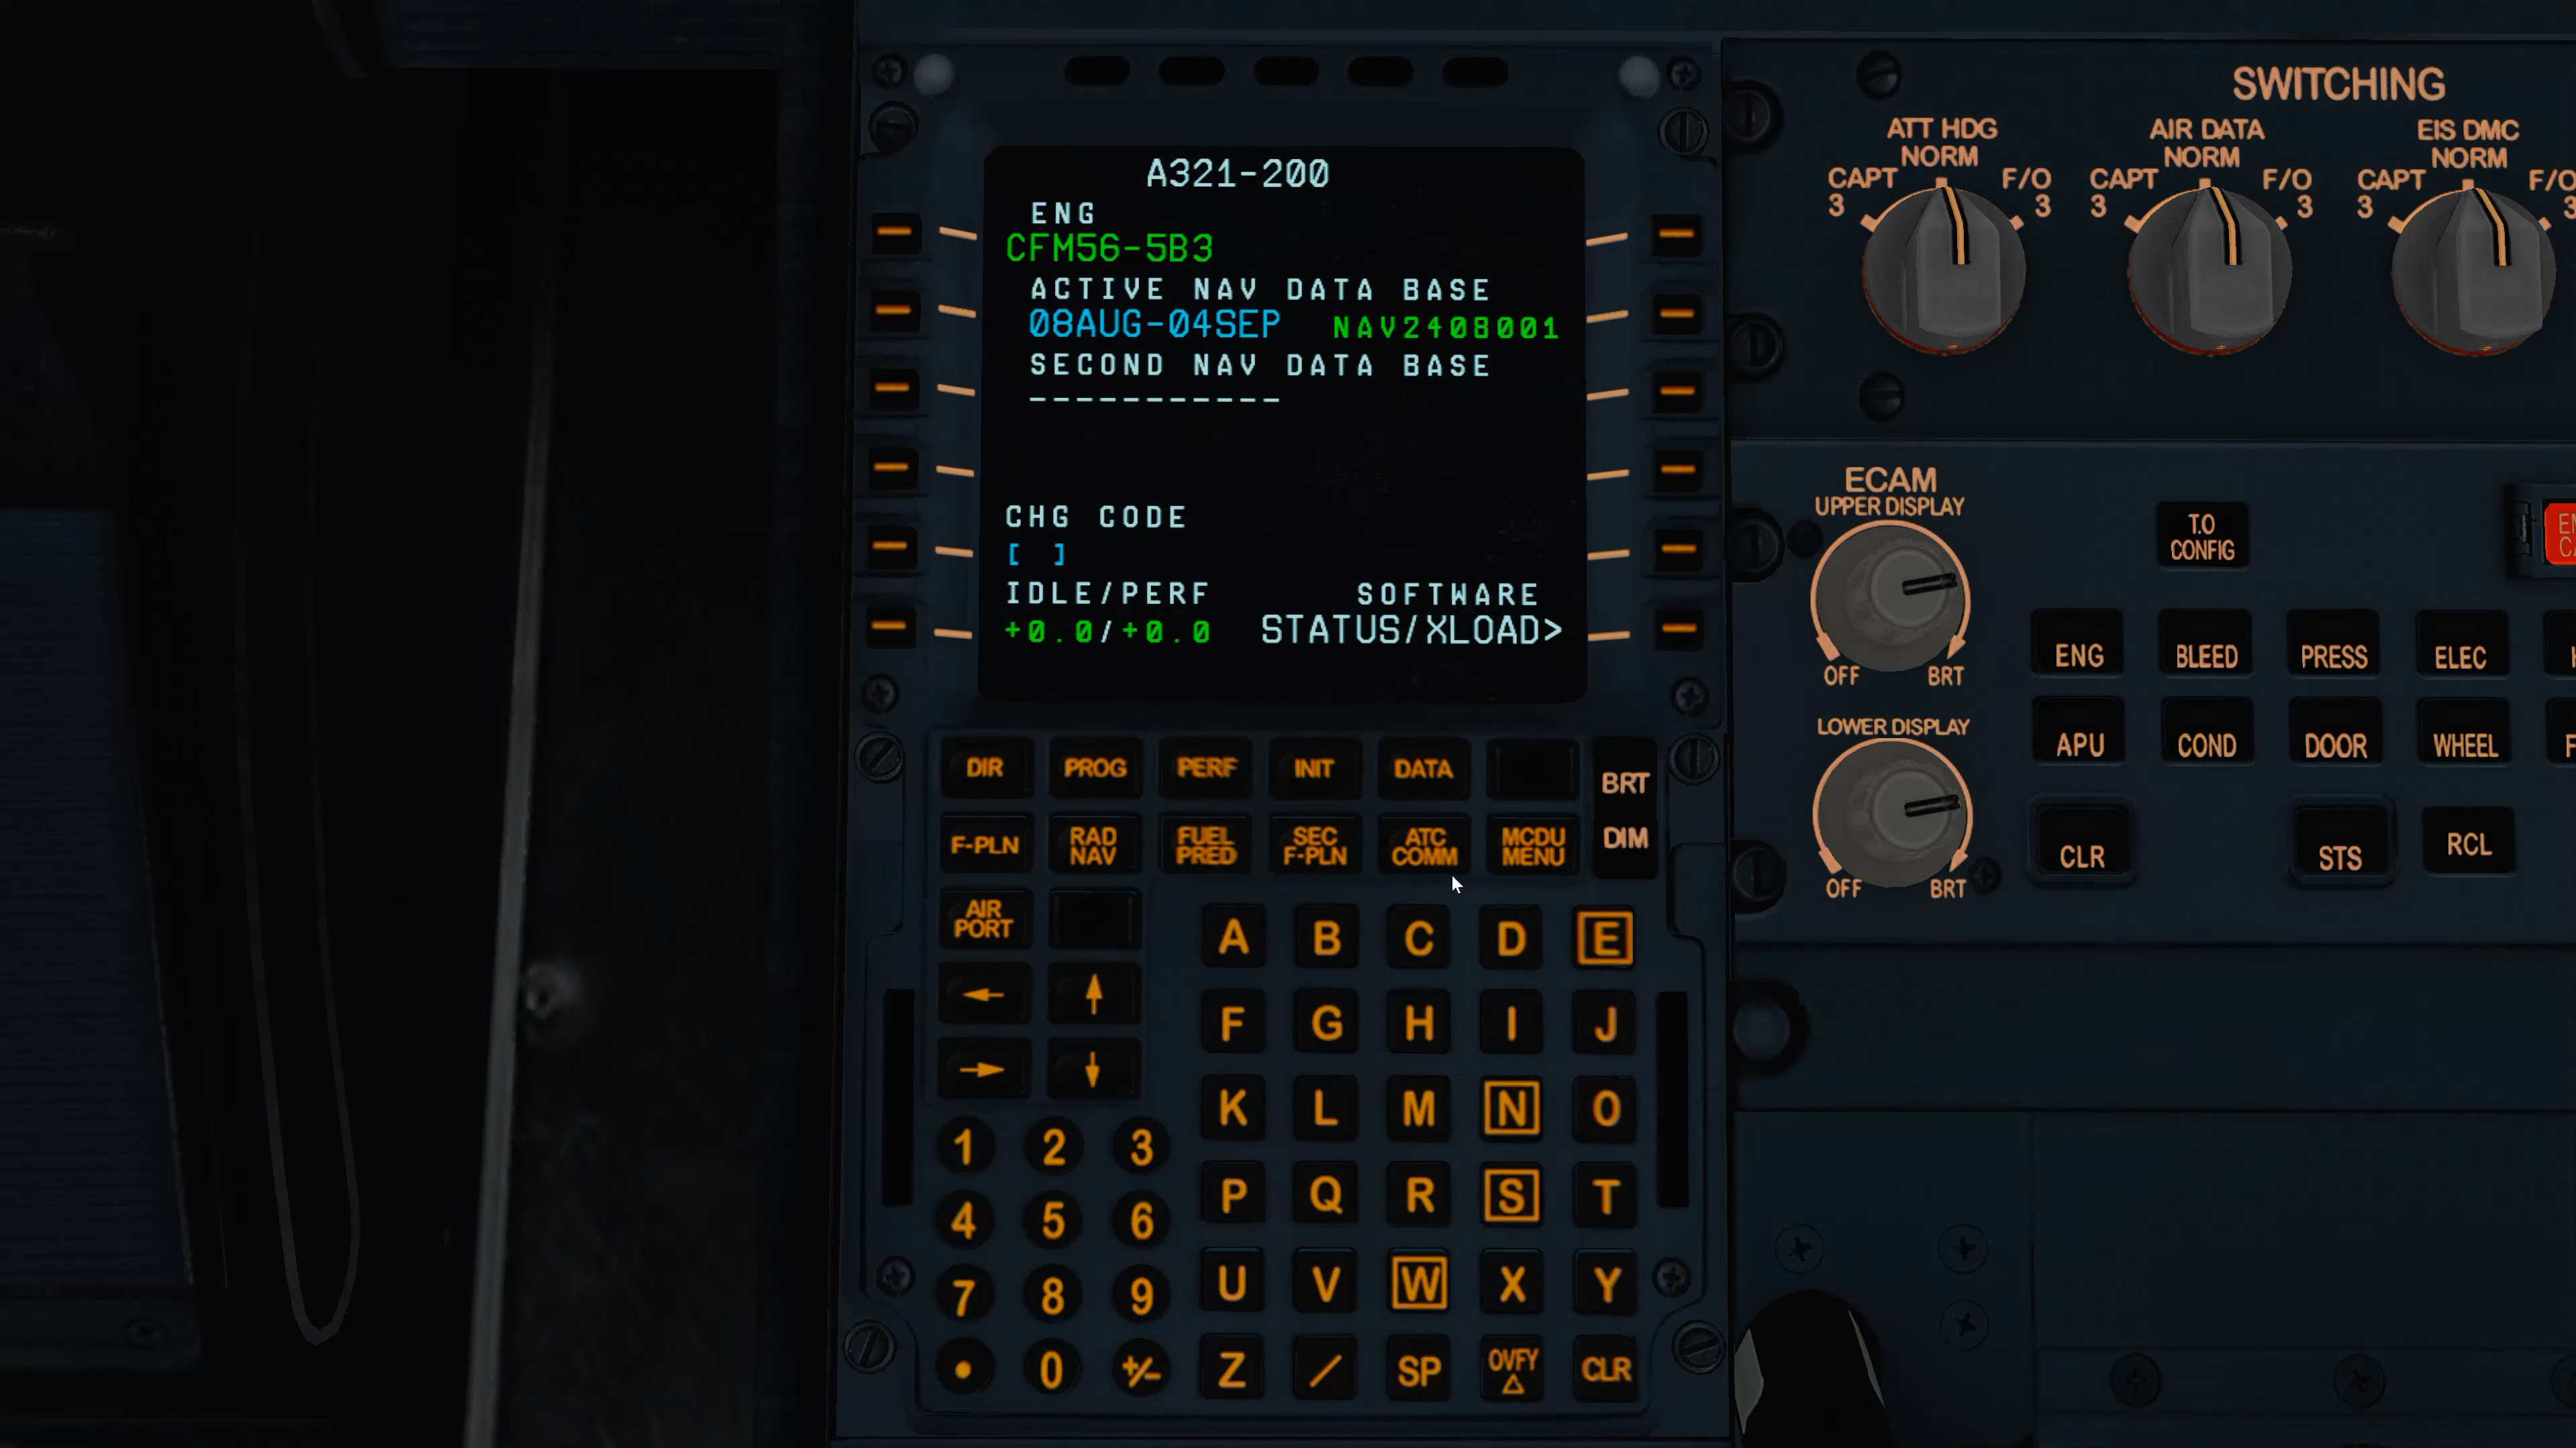 A321-200
ENG
CFM56-5B3
ACTIVE NAV DATA BASE
08AUG-04SEP NAV2408001
SECOND NAV DATA BASE
-----------
CHG CODE
[ ]
IDLE/PERF SOFTWARE
+0.0/+0.0 STATUS/XLOAD>
DIR PROG PERF INIT DATA
BRT
DIM
F-PLN RAD NAV FUEL PRED SEC F-PLN ATC COMM MCDU MENU
AIR PORT
A B C D E
F G H I J
K L M N O
P Q R S T
U V W X Y
Z / SP OVFY Δ CLR
1 2 3
4 5 6
7 8 9
. 0 +/-
SWITCHING
ATT HDG AIR DATA EIS DMC
NORM NORM NORM
CAPT F/O CAPT F/O CAPT F/O
3 3 3 3 3 3
ECAM
UPPER DISPLAY
OFF BRT
LOWER DISPLAY
OFF BRT
T.O
CONFIG
ENG BLEED PRESS ELEC
APU COND DOOR WHEEL
CLR STS RCL